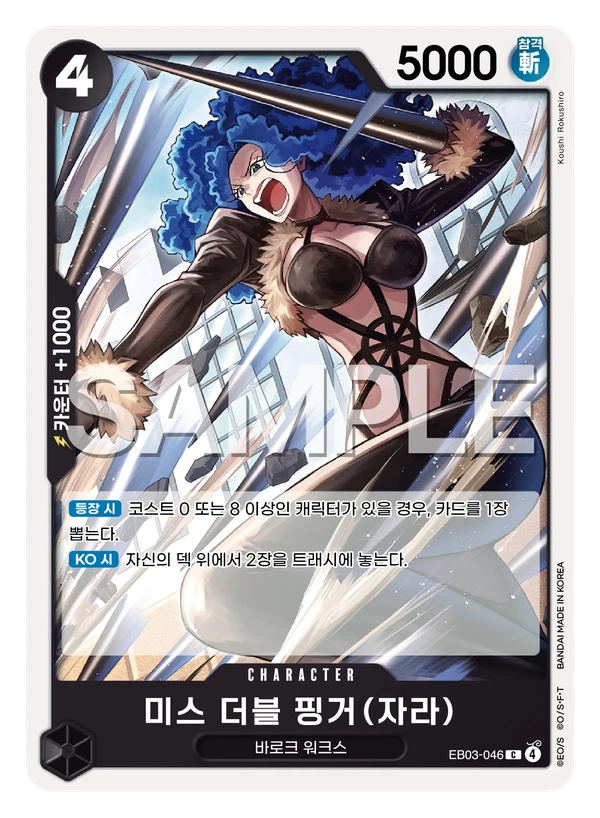 4
5000
참격
斬
Koushi Rokushiro
카운터 +1000
SAMPLE
등장 시 코스트 0 또는 8 이상인 캐릭터가 있을 경우, 카드를 1장
뽑는다.
KO 시 자신의 덱 위에서 2장을 트래시에 놓는다.
CHARACTER
미스 더블 핑거(자라)
바로크 워크스
EB03-046 C 4
©EO/S ©O/S·F·T BANDAI MADE IN KOREA